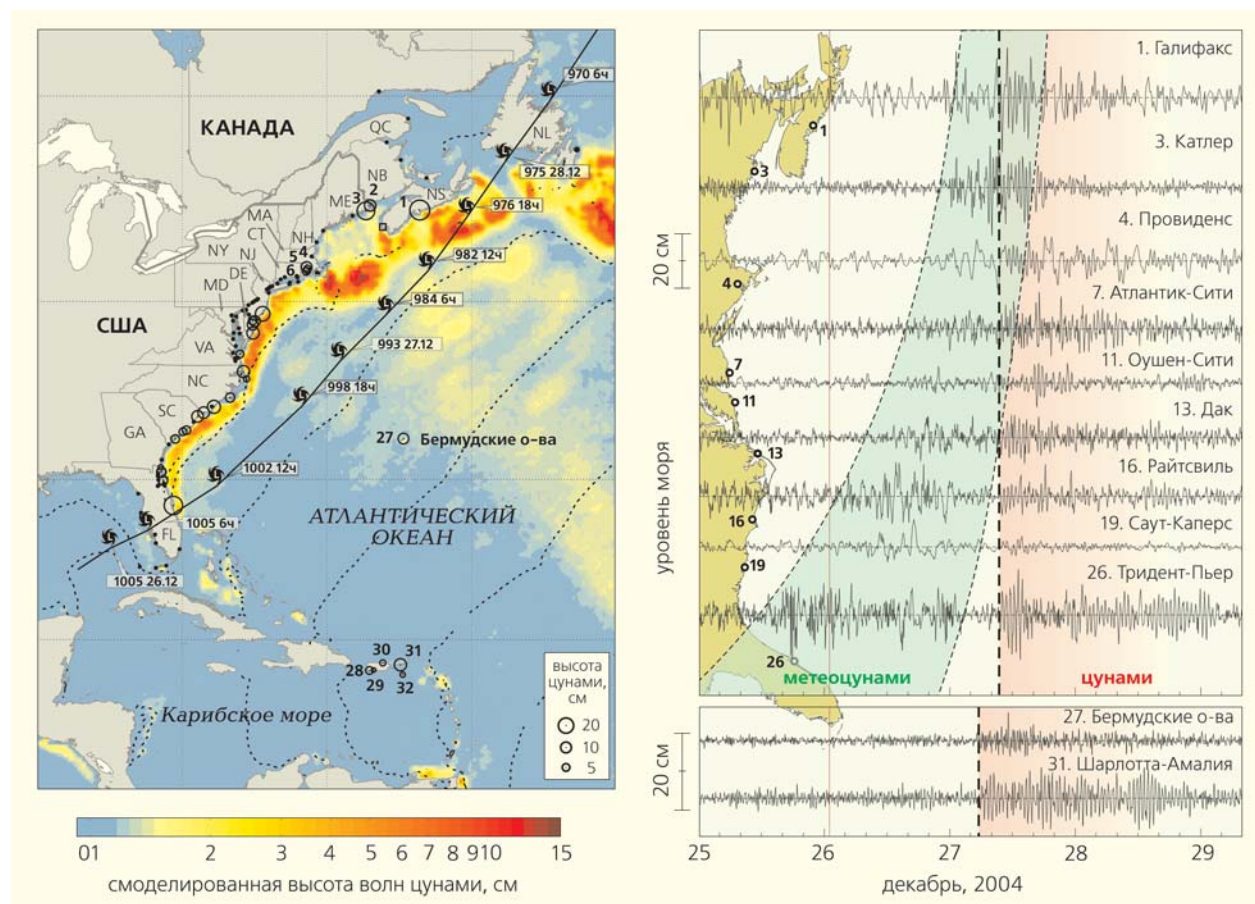 970 6ч
КАНАДА
QC
NL
975 28.12
NB
2
ME
3
1
NS
976 18ч
MA
CT
NH
NY
NJ
5
4
6
982 12ч
DE
MD
984 6ч
США
VA
993 27.12
NC
998 18ч
SC
GA
27
Бермудские о-ва
1002 12ч
АТЛАНТИЧЕСКИЙ
ОКЕАН
1005 6ч
FL
1005 26.12
30
31
28
29
32
Карибское море
высота
цунами,
см
20
10
5
01 2 3 4 5 6 7 8 910 15
смоделированная высота волн цунами, см
1. Галифакс
1
3. Катлер
3
4. Провиденс
20 см
4
7. Атлантик-Сити
7
11. Оушен-Сити
11
13. Дак
13
16. Райтсвиль
16
19. Саут-Каперс
19
26. Тридент-Пьер
26
уровень моря
метеоцунами
цунами
27. Бермудские о-ва
20 см
31. Шарлотта-Амалия
25 26 27 28 29
декабрь, 2004